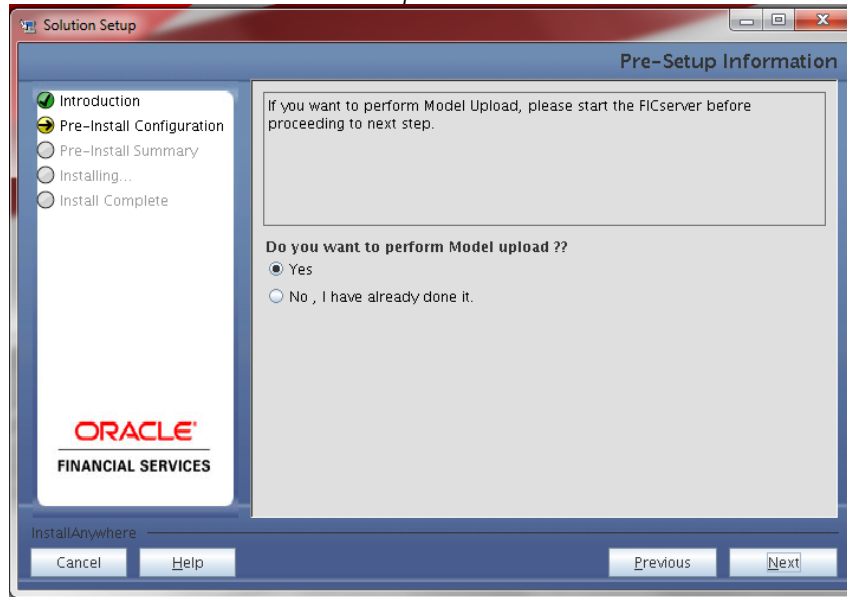 Solution Setup
Pre-Setup Information
Introduction
Pre-Install Configuration
Pre-Install Summary
Installing...
Install Complete
If you want to perform Model Upload, please start the FICserver before
proceeding to next step.
Do you want to perform Model upload ??
Yes
No , I have already done it.
ORACLE
FINANCIAL SERVICES
InstallAnywhere
Cancel
Help
Previous
Next